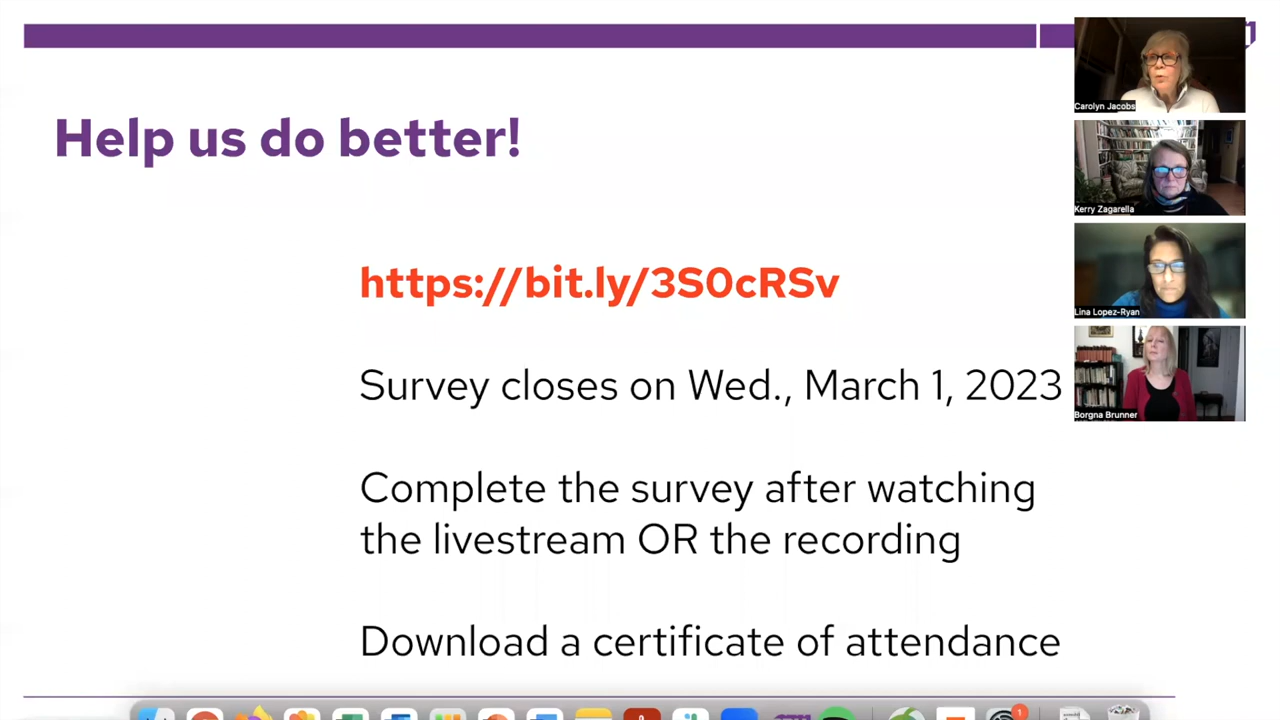 Help us do better!
https://bit.ly/3S0cRSv
Survey closes on Wed., March 1, 2023
Complete the survey after watching
the livestream OR the recording
Download a certificate of attendance
Carolyn Jacobs
Kerry Zagarella
Lina Lopez-Ryan
Borgna Brunner
1